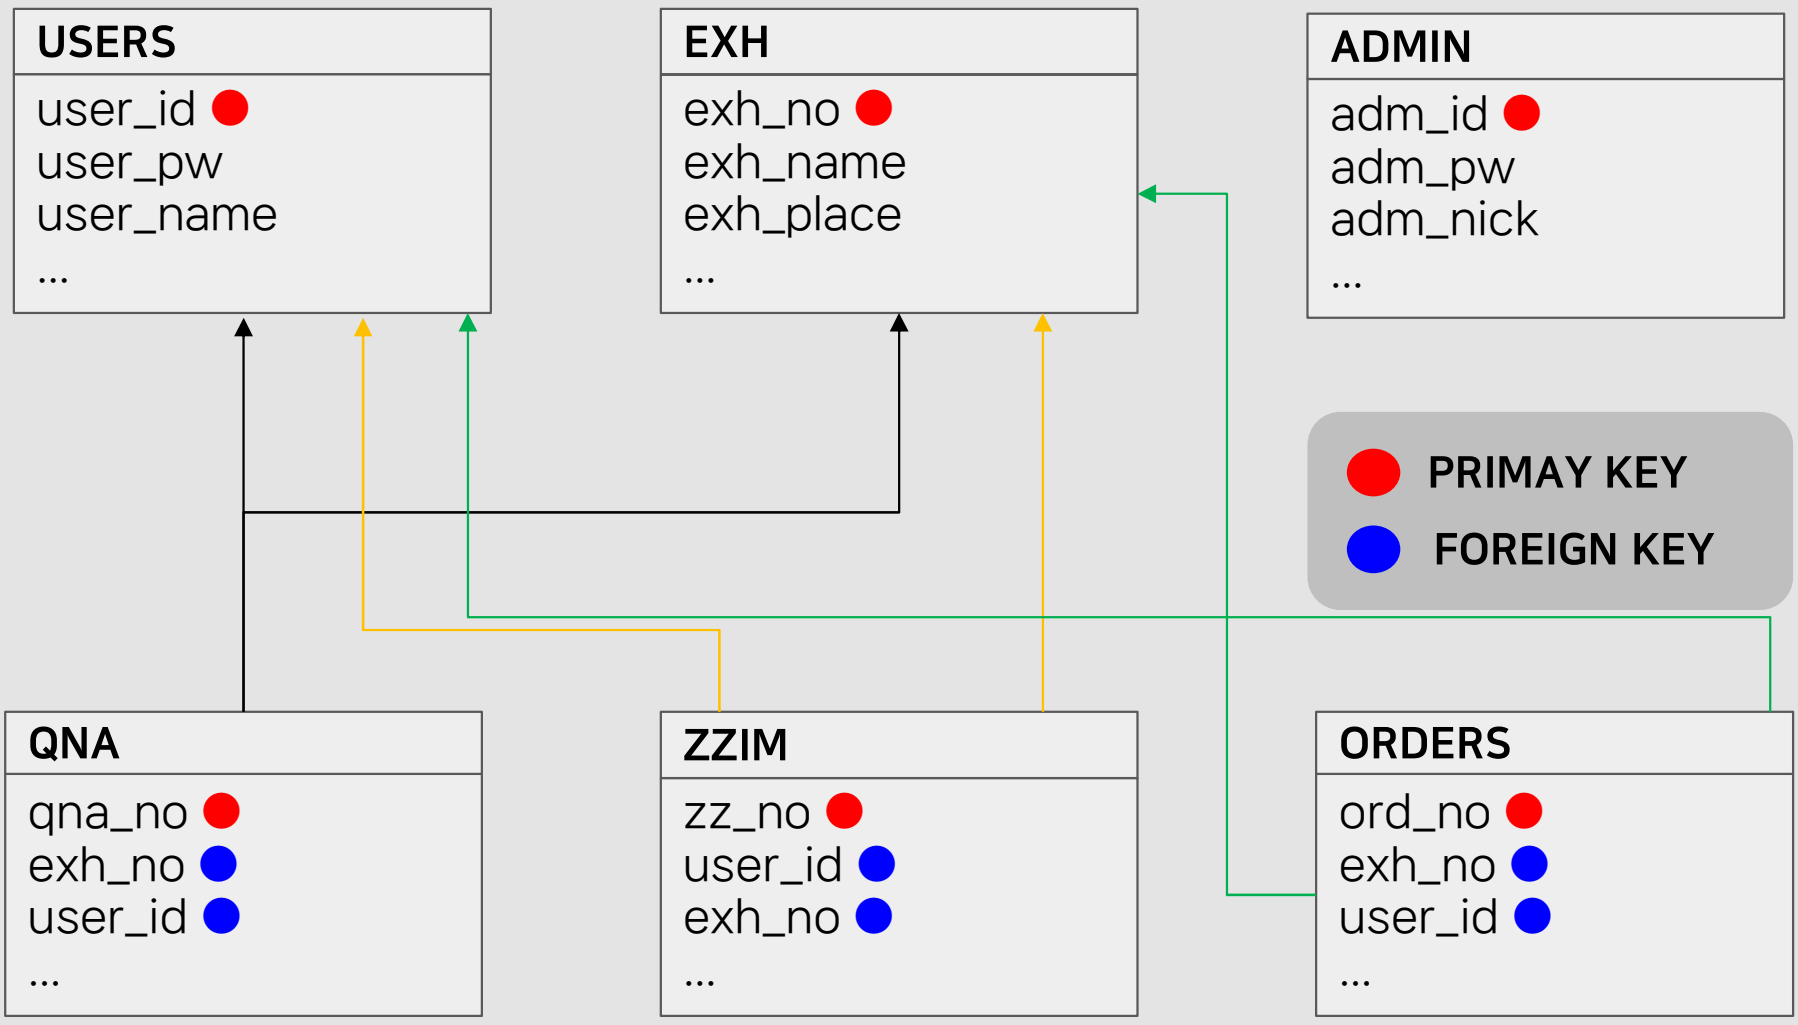 USERS
user_id
user_pw
user_name
...
EXH
exh_no
exh_name
exh_place
...
ADMIN
adm_id
adm_pw
adm_nick
...
PRIMAY KEY
FOREIGN KEY
QNA
qna_no
exh_no
user_id
...
ZZIM
zz_no
user_id
exh_no
...
ORDERS
ord_no
exh_no
user_id
...